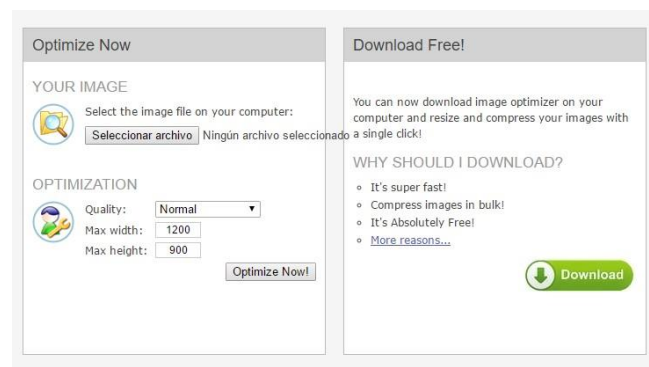 Optimize Now
YOUR IMAGE
Select the image file on your computer:
Seleccionar archivo Ningún archivo seleccionado
OPTIMIZATION
Quality: Normal
Max width: 1200
Max height: 900
Optimize Now!
Download Free!
You can now download image optimizer on your
computer and resize and compress your images with
a single click!
WHY SHOULD I DOWNLOAD?
It's super fast!
Compress images in bulk!
It's Absolutely Free!
More reasons...
Download